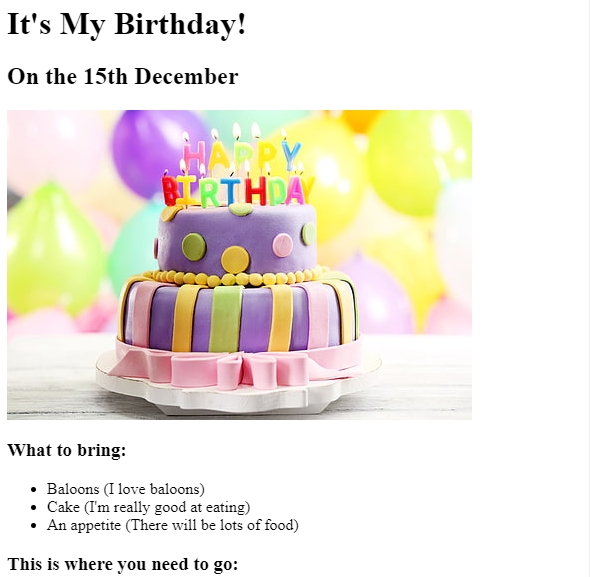 It's My Birthday!
On the 15th December
HAPPY
BIRTHDAY
What to bring:
Baloons (I love baloons)
Cake (I'm really good at eating)
An appetite (There will be lots of food)
This is where you need to go: